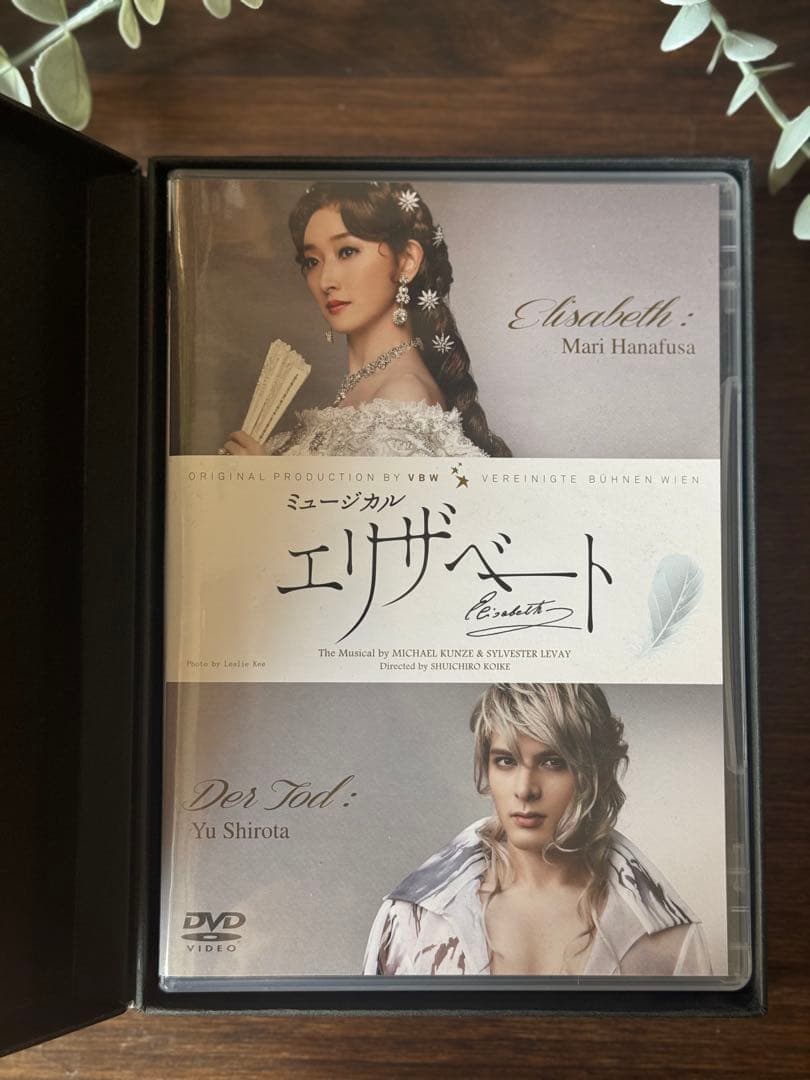 Elisabeth :
Mari Hanafusa
ORIGINAL PRODUCTION BY VBW VEREINIGTE BÜHNEN WIEN
ミュージカル
エリザベート
Elisabeth
The Musical by MICHAEL KUNZE & SYLVESTER LEVAY
Directed by SHUICHIRO KOIKE
Photo by Leslie Kee
Der Tod :
Yu Shirota
DVD
VIDEO